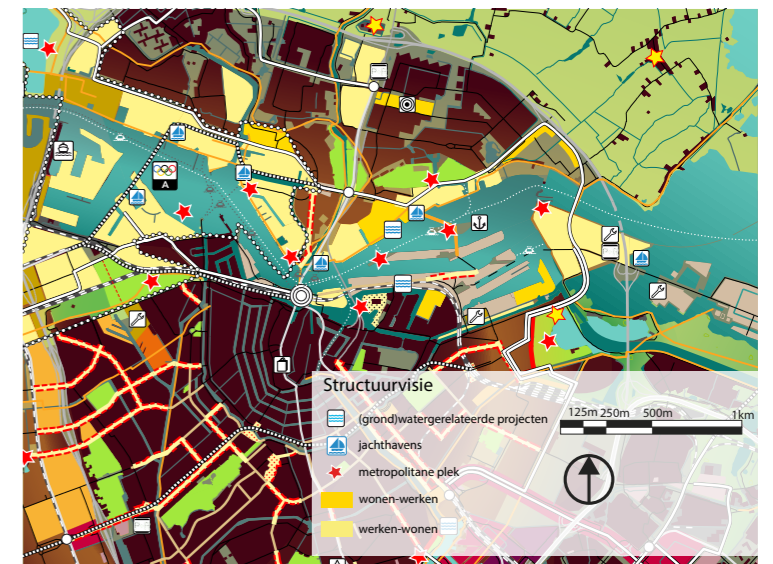 A
Structuurvisie
(grond)watergerelateerde projecten
jachthavens
metropolitane plek
wonen-werken
werken-wonen
125m 250m 500m 1km